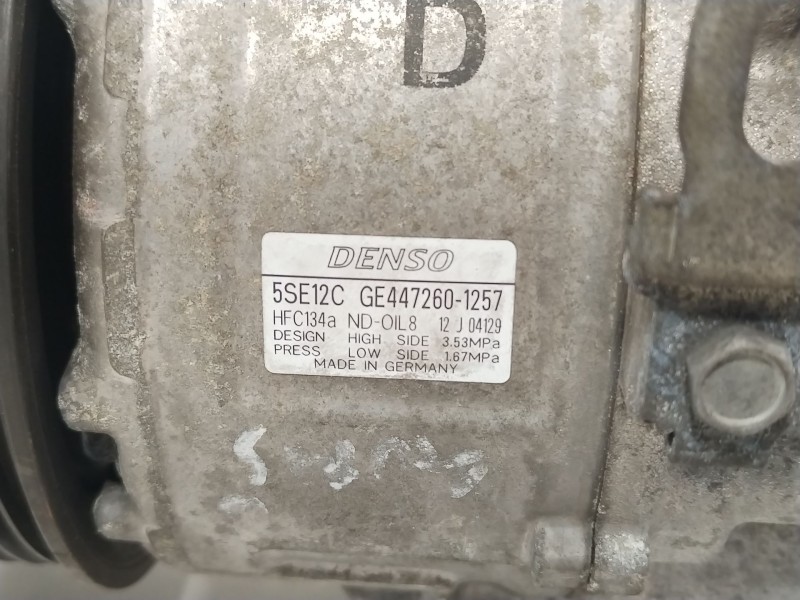 D
DENSO
5SE12C GE447260-1257
HFC134a ND-OIL8 12 J 04129
DESIGN HIGH SIDE 3.53MPa
PRESS LOW SIDE 1.67MPa
MADE IN GERMANY